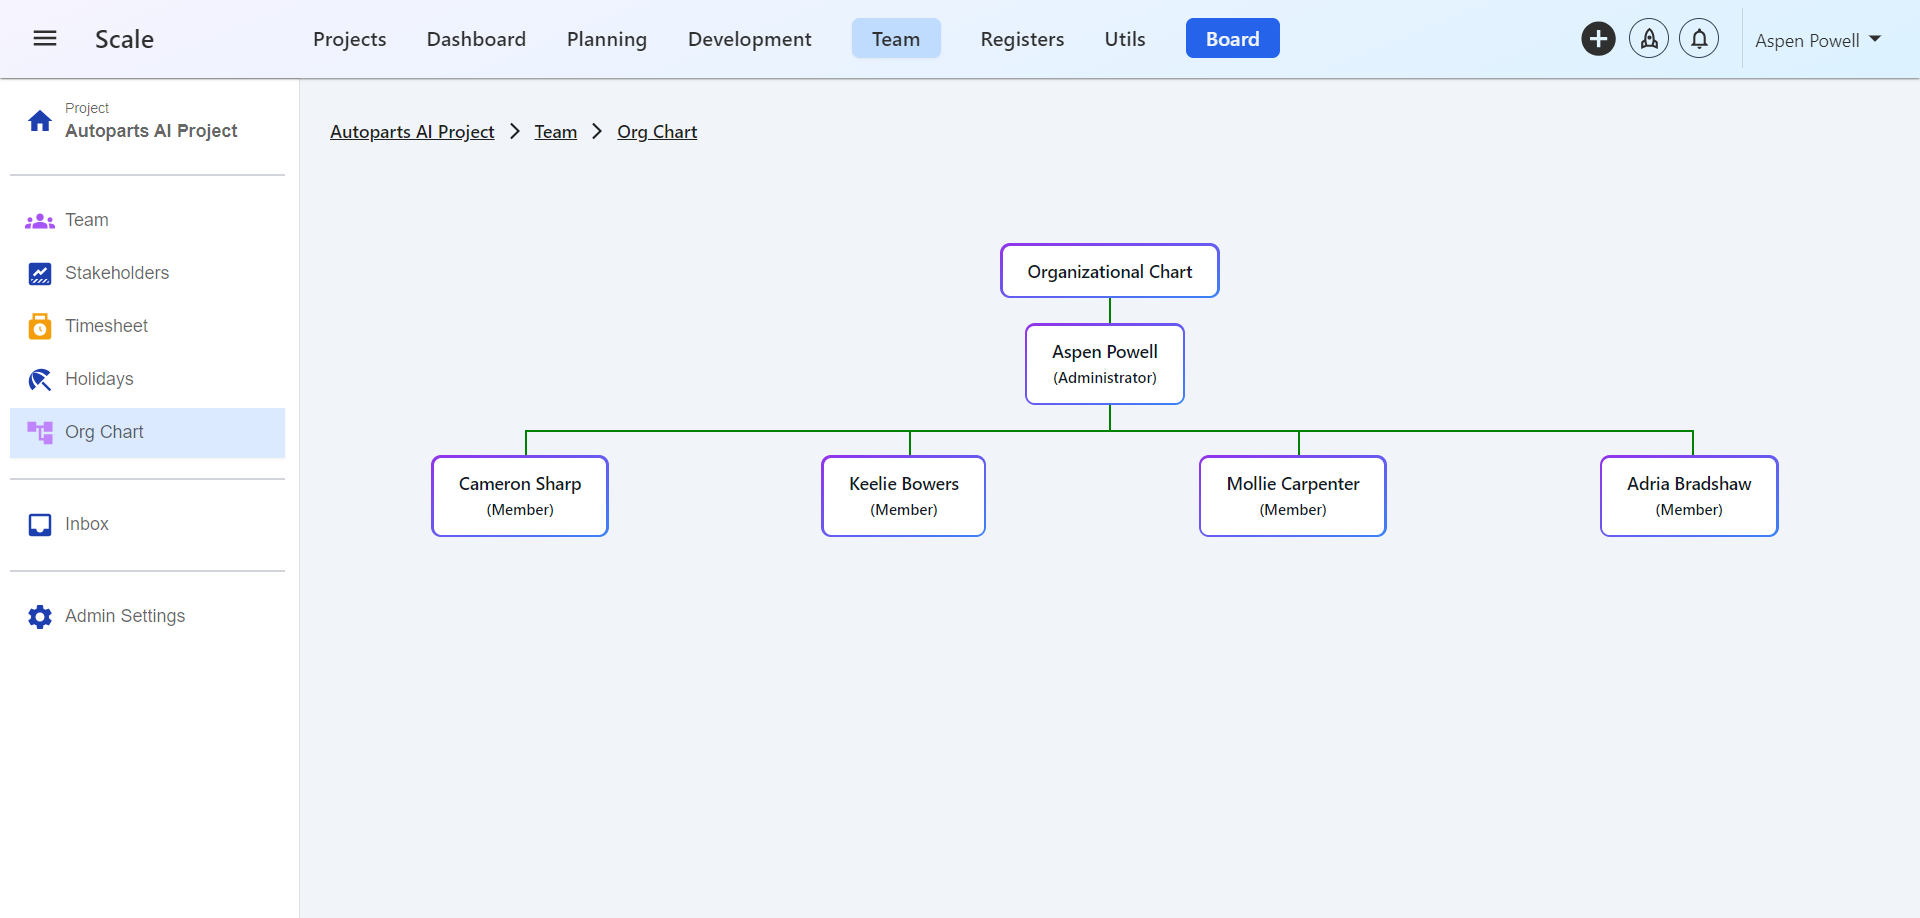 Scale
Projects Dashboard Planning Development Team Registers Utils Board
Aspen Powell
Project
Autoparts AI Project
Team
Stakeholders
Timesheet
Holidays
Org Chart
Inbox
Admin Settings
Autoparts AI Project Team Org Chart
Organizational Chart
Aspen Powell
(Administrator)
Cameron Sharp
(Member)
Keelie Bowers
(Member)
Mollie Carpenter
(Member)
Adria Bradshaw
(Member)